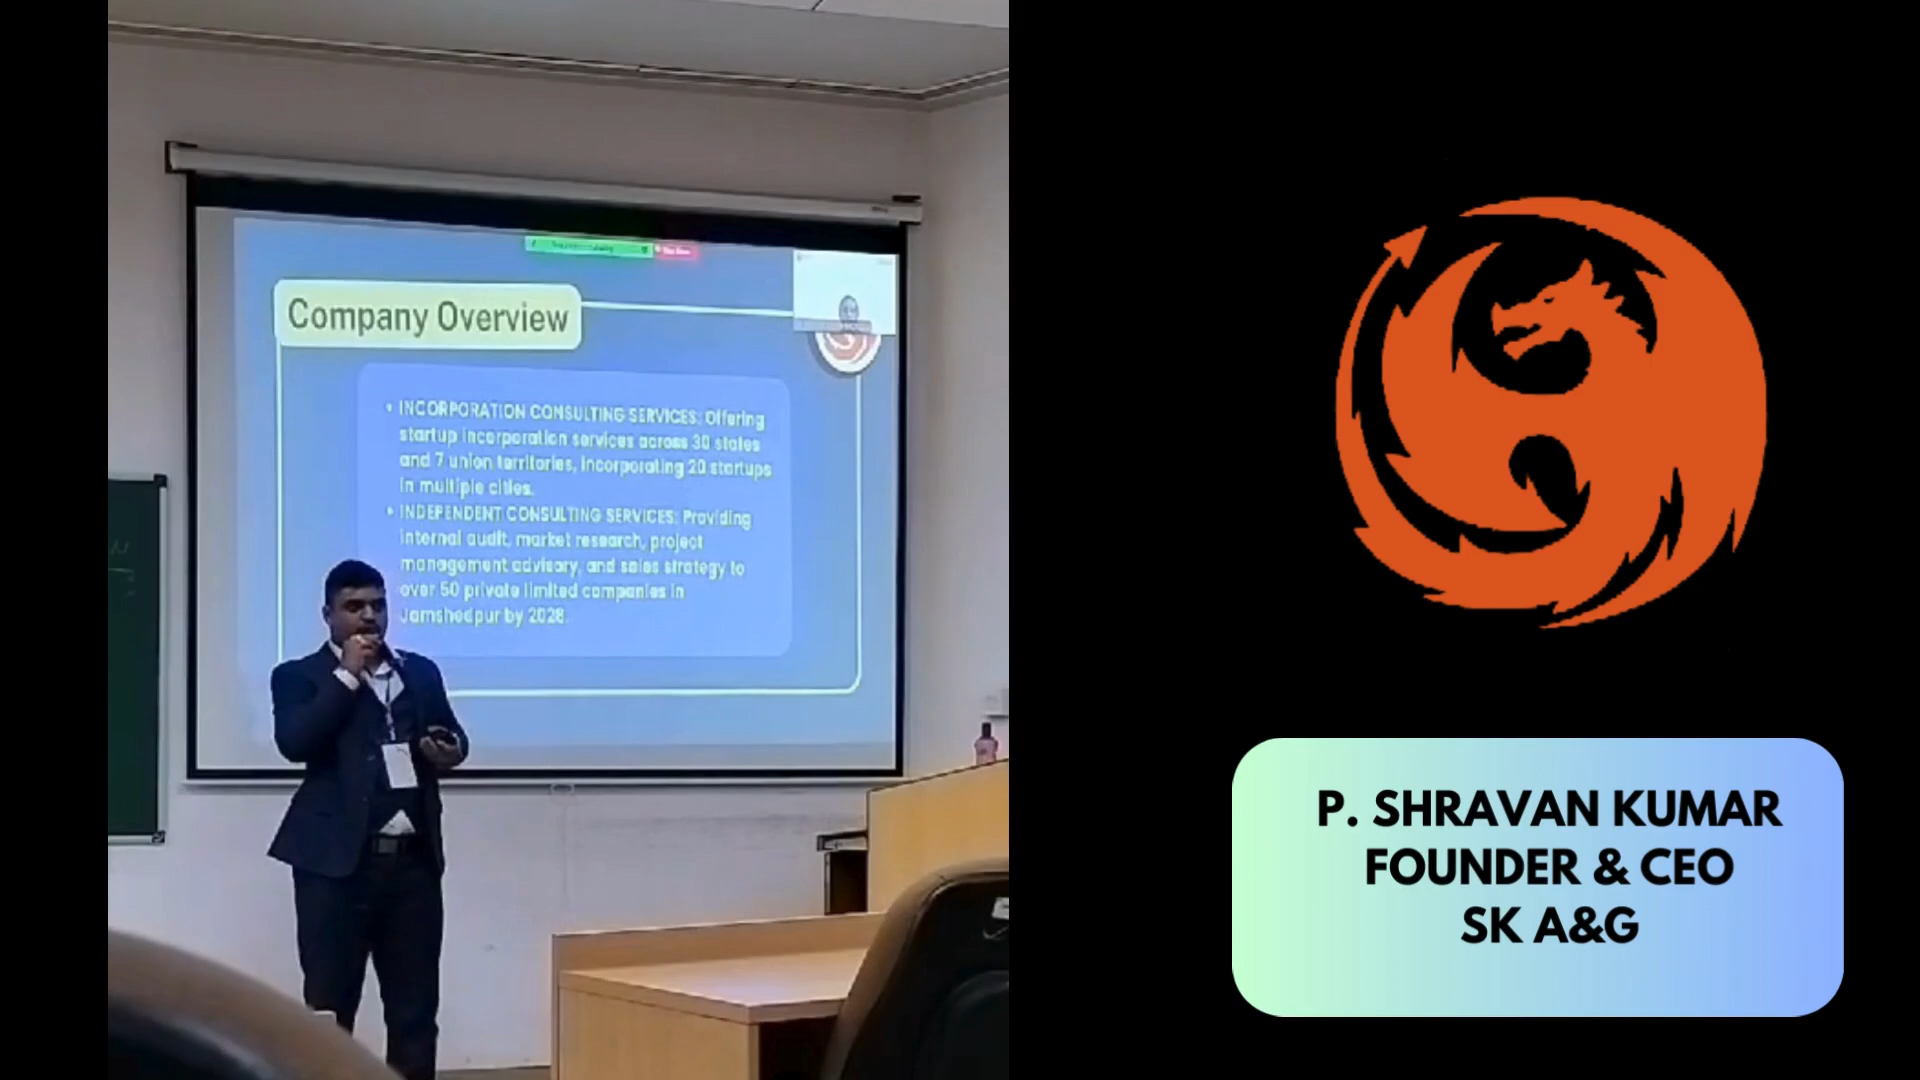 Company Overview
• INCORPORATION CONSULTING SERVICES: Offering
startup incorporation services across 30 states
and 7 union territories, incorporating 20 startups
in multiple cities.
• INDEPENDENT CONSULTING SERVICES: Providing
internal audit, market research, project
management advisory, and sales strategy to
over 50 private limited companies in
Jamshedpur by 2028.
P. SHRAVAN KUMAR
FOUNDER & CEO
SK A&G